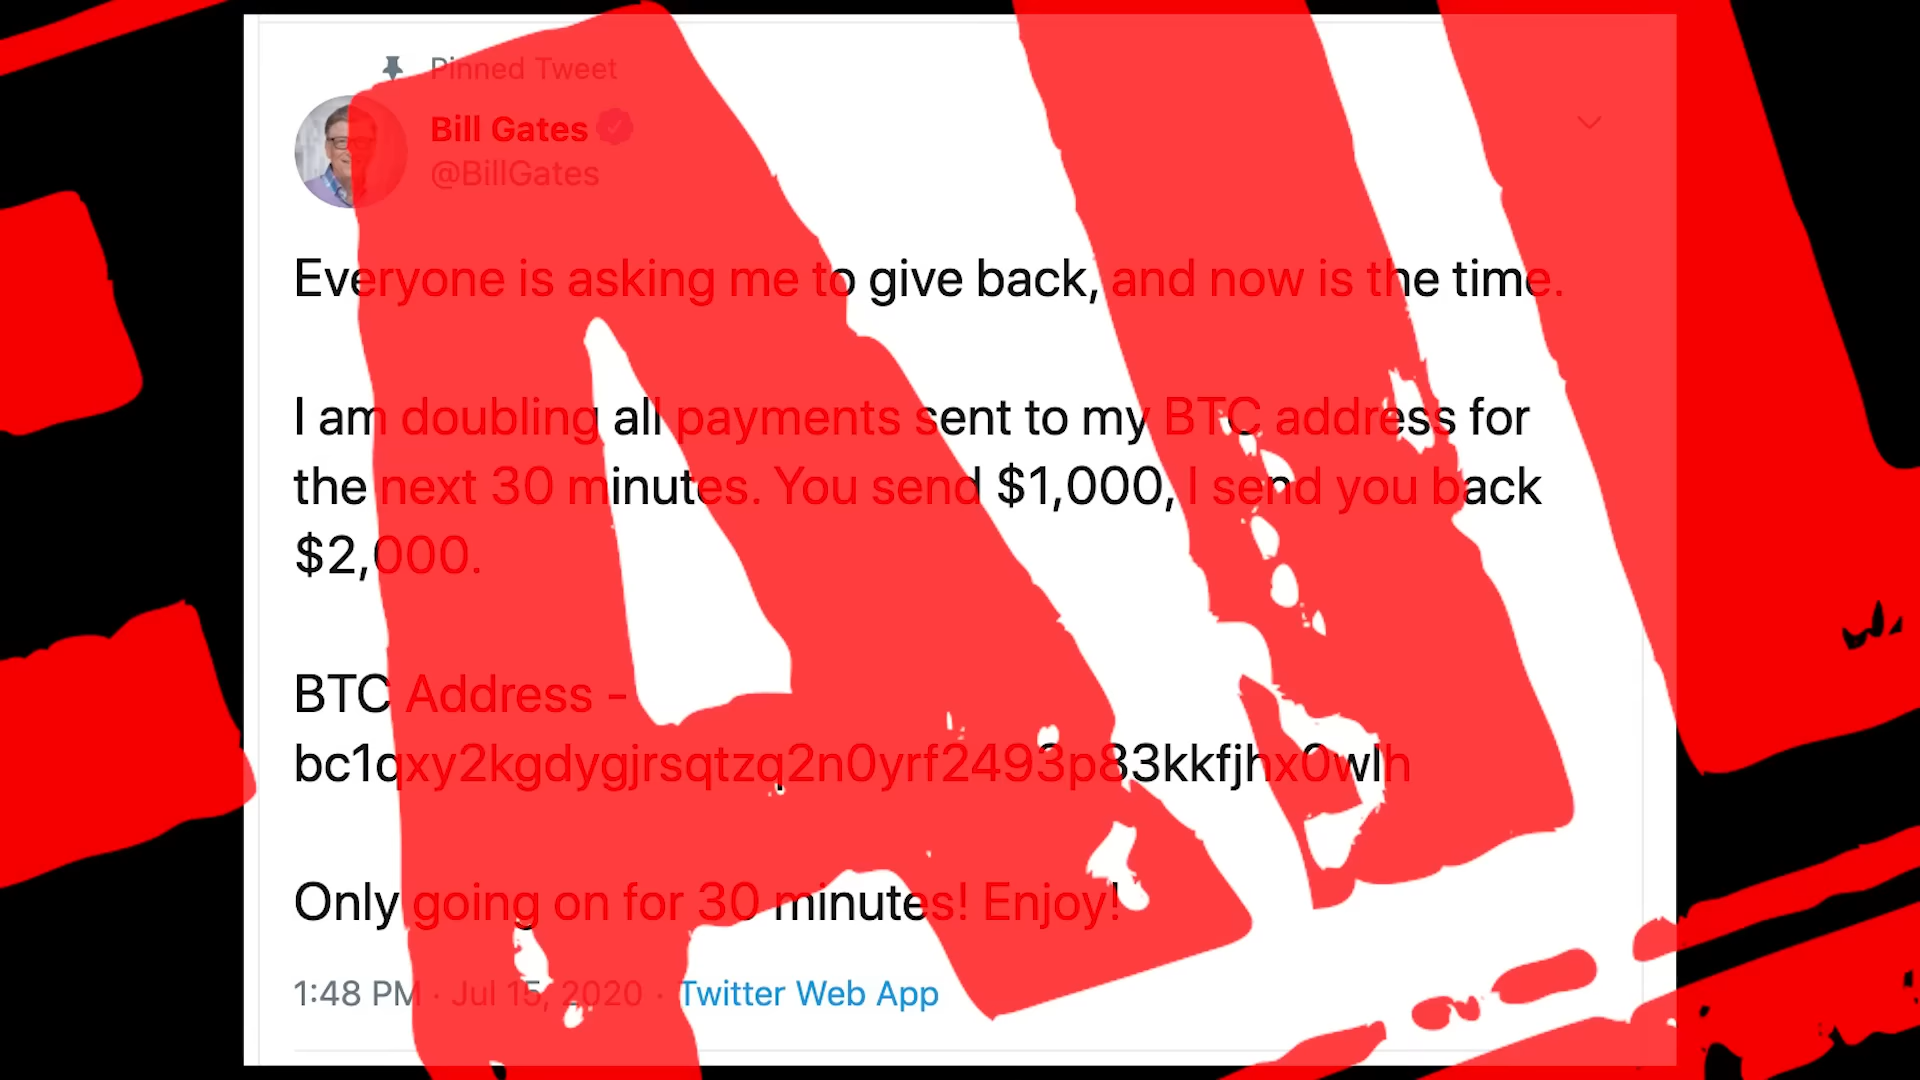 Pinned Tweet
Bill Gates
@BillGates
Everyone is asking me to give back, and now is the time.
I am doubling all payments sent to my BTC address for
the next 30 minutes. You send $1,000, I send you back
$2,000.
BTC Address -
bc1qxy2kgdygjrsqtzq2n0yrf2493p83kkfjhx0wlh
Only going on for 30 minutes! Enjoy!
1:48 PM · Jul 15, 2020 · Twitter Web App